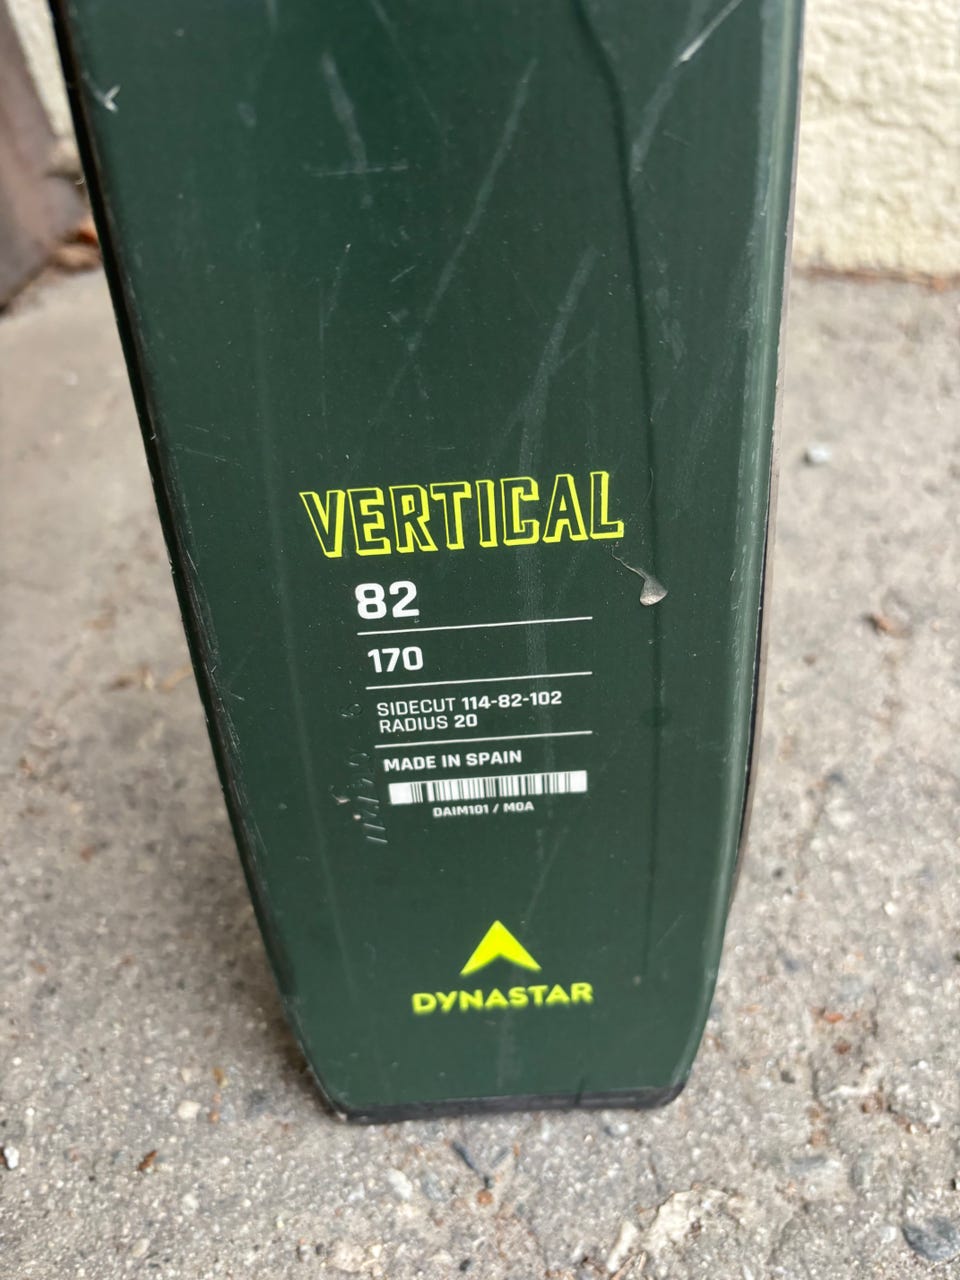 VERTICAL
82
170
SIDECUT 114-82-102
RADIUS 20
MADE IN SPAIN
DAIM101 / M0A
DYNASTAR